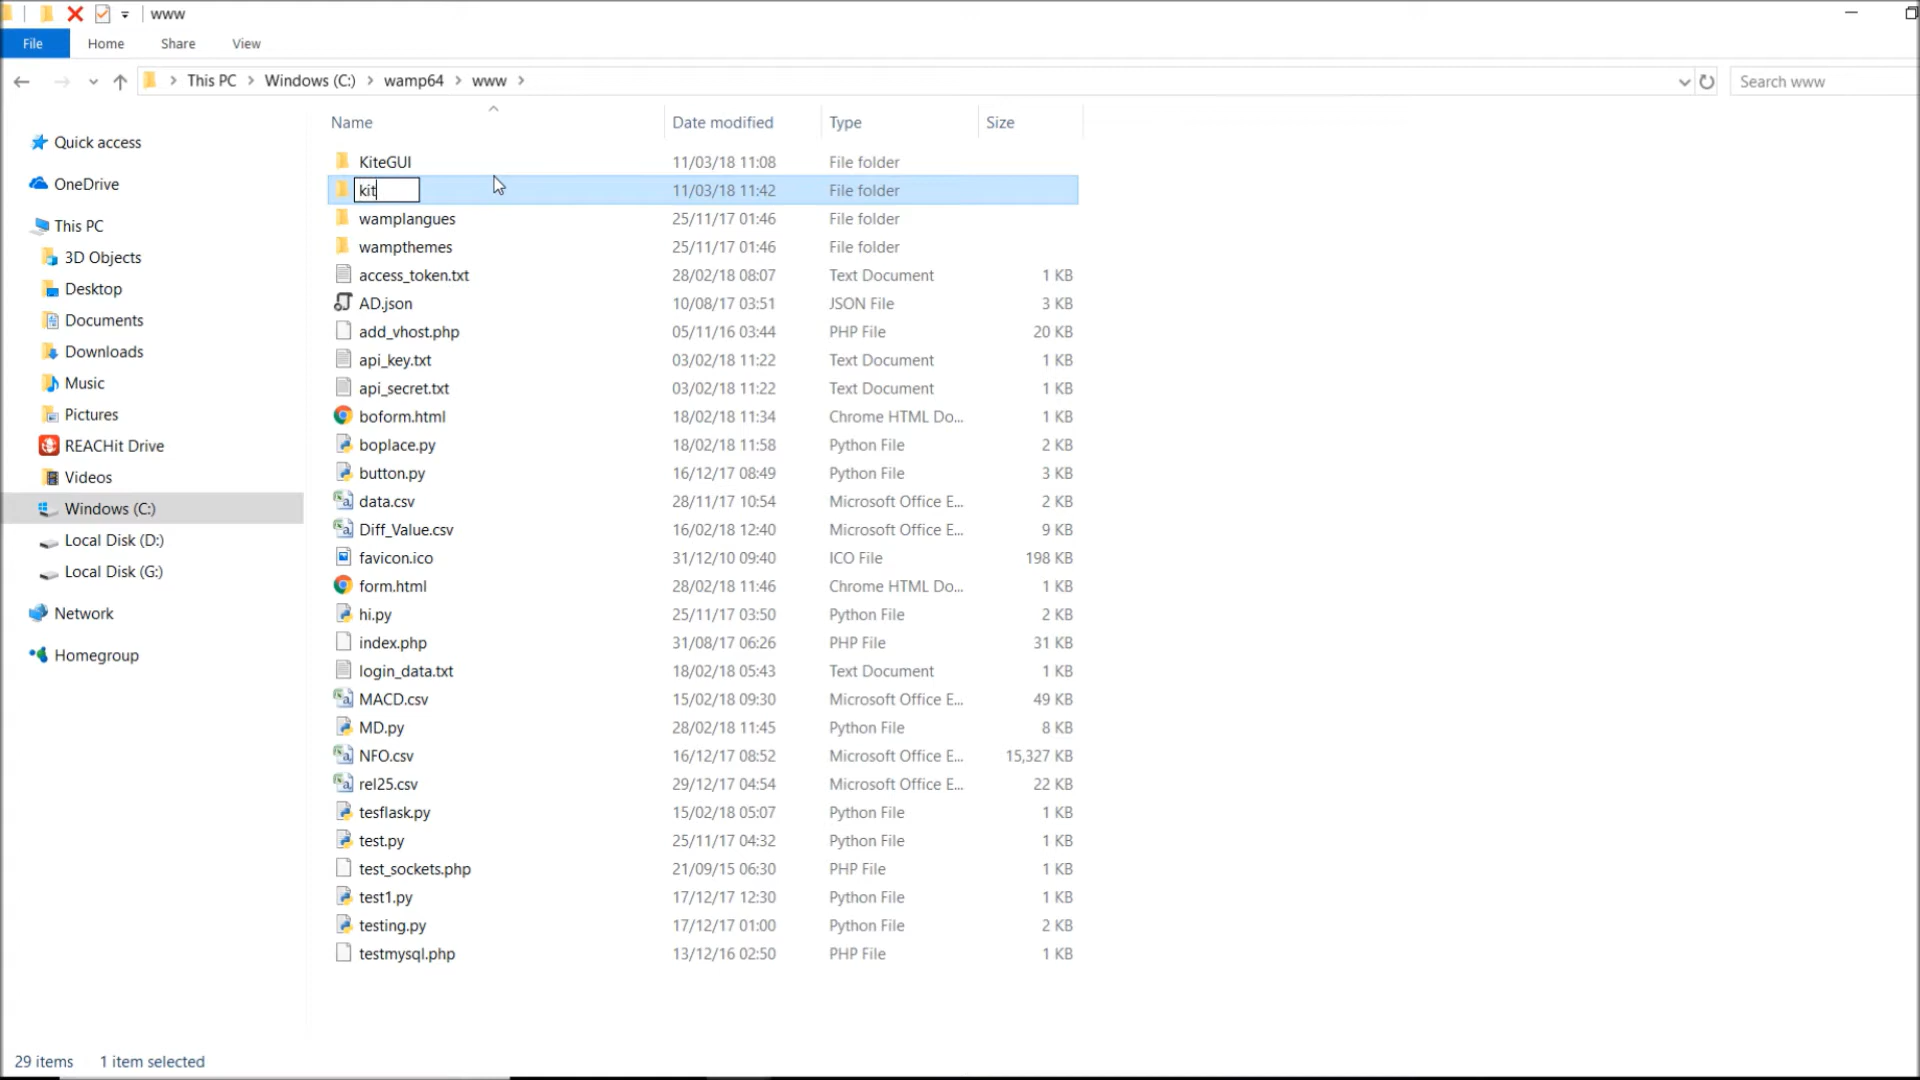 www
File Home Share View
This PC Windows (C:) wamp64 www Search www
Name Date modified Type Size
Quick access
OneDrive
This PC
3D Objects
Desktop
Documents
Downloads
Music
Pictures
REACHit Drive
Videos
Windows (C:)
Local Disk (D:)
Local Disk (G:)
Network
Homegroup
KiteGUI 11/03/18 11:08 File folder
kit 11/03/18 11:42 File folder
wamplangues 25/11/17 01:46 File folder
wampthemes 25/11/17 01:46 File folder
access_token.txt 28/02/18 08:07 Text Document 1 KB
AD.json 10/08/17 03:51 JSON File 3 KB
add_vhost.php 05/11/16 03:44 PHP File 20 KB
api_key.txt 03/02/18 11:22 Text Document 1 KB
api_secret.txt 03/02/18 11:22 Text Document 1 KB
boform.html 18/02/18 11:34 Chrome HTML Do... 1 KB
boplace.py 18/02/18 11:58 Python File 2 KB
button.py 16/12/17 08:49 Python File 3 KB
data.csv 28/11/17 10:54 Microsoft Office E... 2 KB
Diff_Value.csv 16/02/18 12:40 Microsoft Office E... 9 KB
favicon.ico 31/12/10 09:40 ICO File 198 KB
form.html 28/02/18 11:46 Chrome HTML Do... 1 KB
hi.py 25/11/17 03:50 Python File 2 KB
index.php 31/08/17 06:26 PHP File 31 KB
login_data.txt 18/02/18 05:43 Text Document 1 KB
MACD.csv 15/02/18 09:30 Microsoft Office E... 49 KB
MD.py 28/02/18 11:45 Python File 8 KB
NFO.csv 16/12/17 08:52 Microsoft Office E... 15,327 KB
rel25.csv 29/12/17 04:54 Microsoft Office E... 22 KB
tesflask.py 15/02/18 05:07 Python File 1 KB
test.py 25/11/17 04:32 Python File 1 KB
test_sockets.php 21/09/15 06:30 PHP File 1 KB
test1.py 17/12/17 12:30 Python File 1 KB
testing.py 17/12/17 01:00 Python File 2 KB
testmysql.php 13/12/16 02:50 PHP File 1 KB
29 items 1 item selected